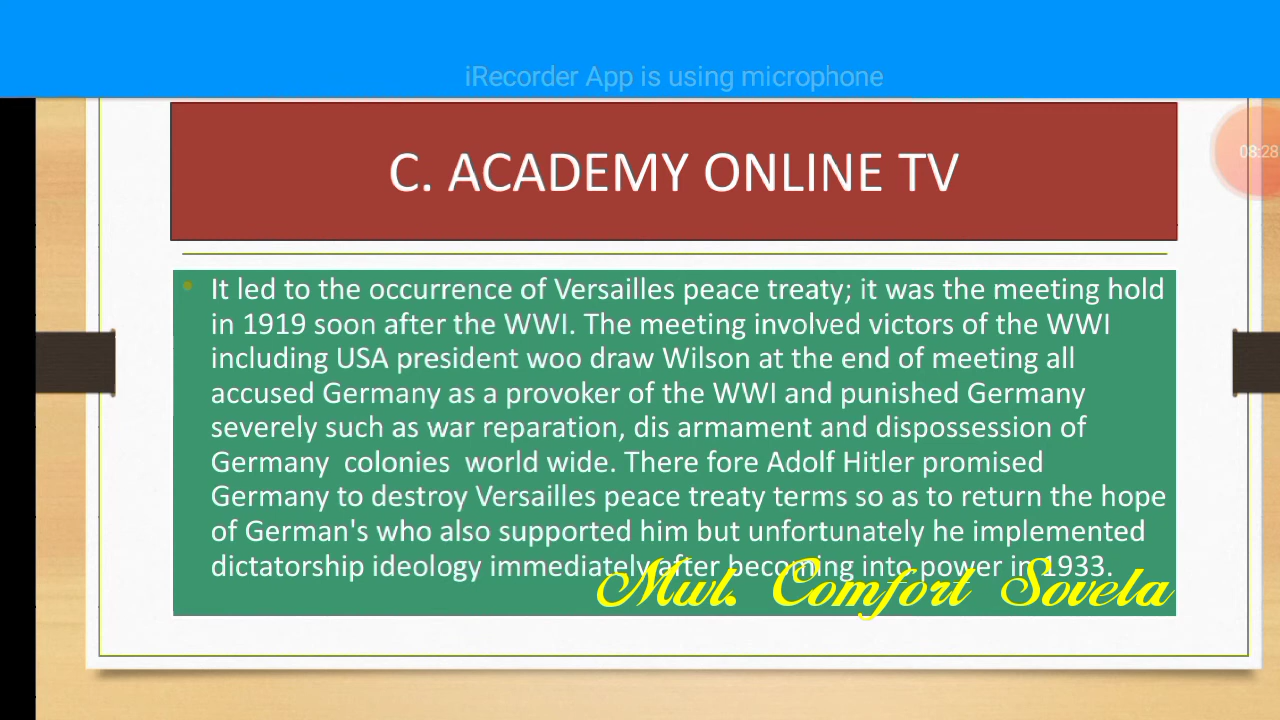 iRecorder App is using microphone
08:28
C. ACADEMY ONLINE TV
• It led to the occurrence of Versailles peace treaty; it was the meeting hold
in 1919 soon after the WWI. The meeting involved victors of the WWI
including USA president woo draw Wilson at the end of meeting all
accused Germany as a provoker of the WWI and punished Germany
severely such as war reparation, dis armament and dispossession of
Germany colonies world wide. There fore Adolf Hitler promised
Germany to destroy Versailles peace treaty terms so as to return the hope
of German's who also supported him but unfortunately he implemented
dictatorship ideology immediately after becoming into power in 1933.
Mwl. Comfort Sovela